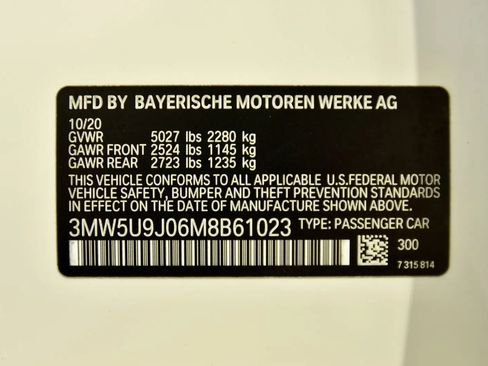 MFD BY BAYERISCHE MOTOREN WERKE AG
10/20
GVWR 5027 lbs 2280 kg
GAWR FRONT 2524 lbs 1145 kg
GAWR REAR 2723 lbs 1235 kg
THIS VEHICLE CONFORMS TO ALL APPLICABLE U.S.FEDERAL MOTOR
VEHICLE SAFETY, BUMPER AND THEFT PREVENTION STANDARDS
IN EFFECT ON THE DATE OF MANUFACTURE SHOWN ABOVE.
3MW5U9J06M8B61023 TYPE: PASSENGER CAR
300
7 315 814